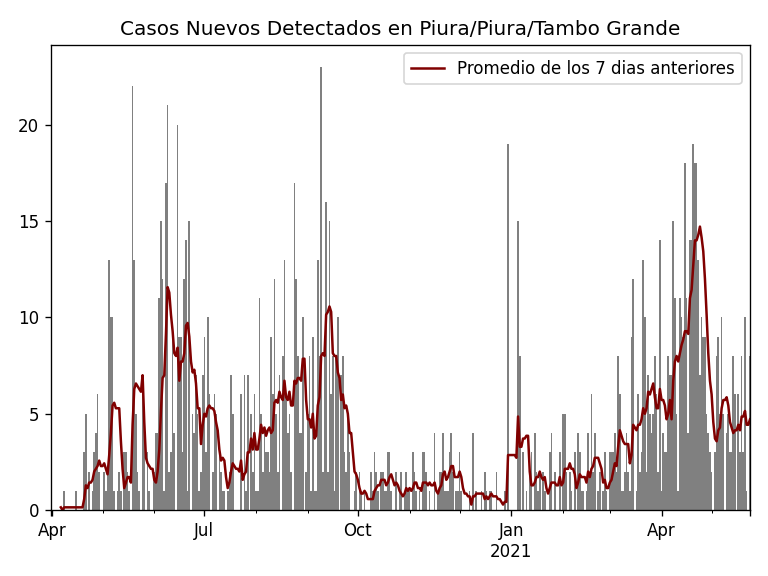 Casos Nuevos Detectados en Piura/Piura/Tambo Grande
Promedio de los 7 dias anteriores
20
15
10
5
0
Apr Jul Oct Jan Apr
2021